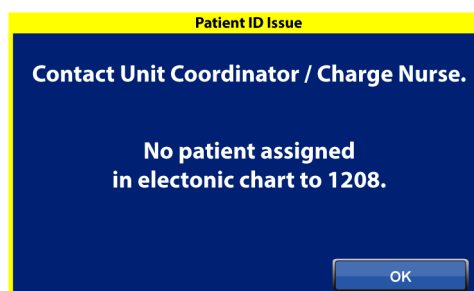 Patient ID Issue
Contact Unit Coordinator / Charge Nurse.
No patient assigned
in electonic chart to 1208.
OK